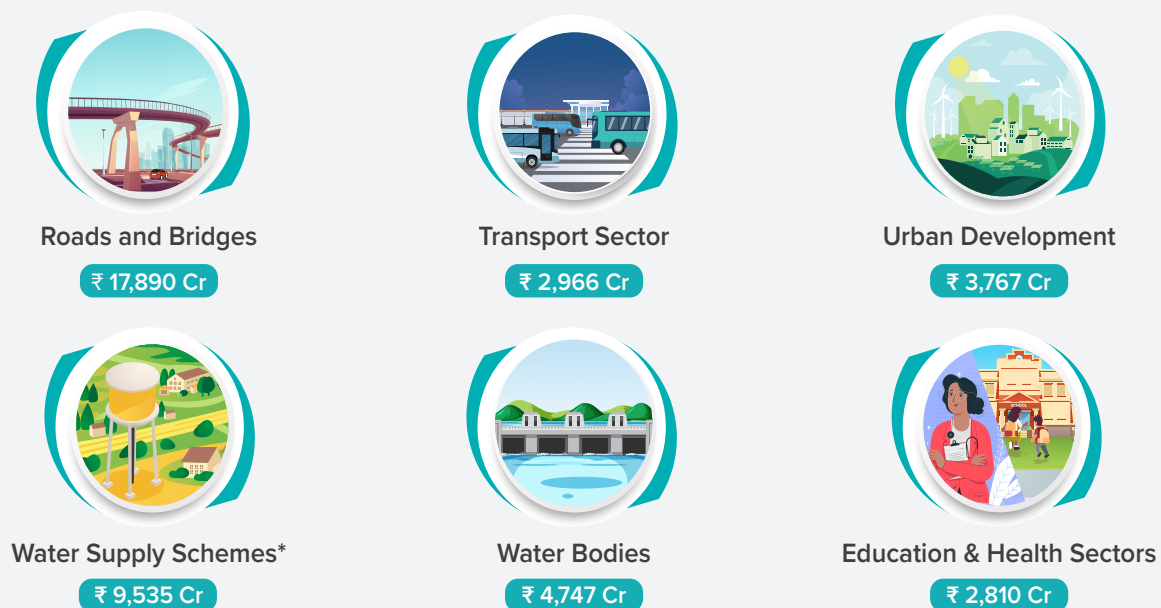 Roads and Bridges
₹ 17,890 Cr
Transport Sector
₹ 2,966 Cr
Urban Development
₹ 3,767 Cr
SCHOOL
Water Supply Schemes*
₹ 9,535 Cr
Water Bodies
₹ 4,747 Cr
Education & Health Sectors
₹ 2,810 Cr